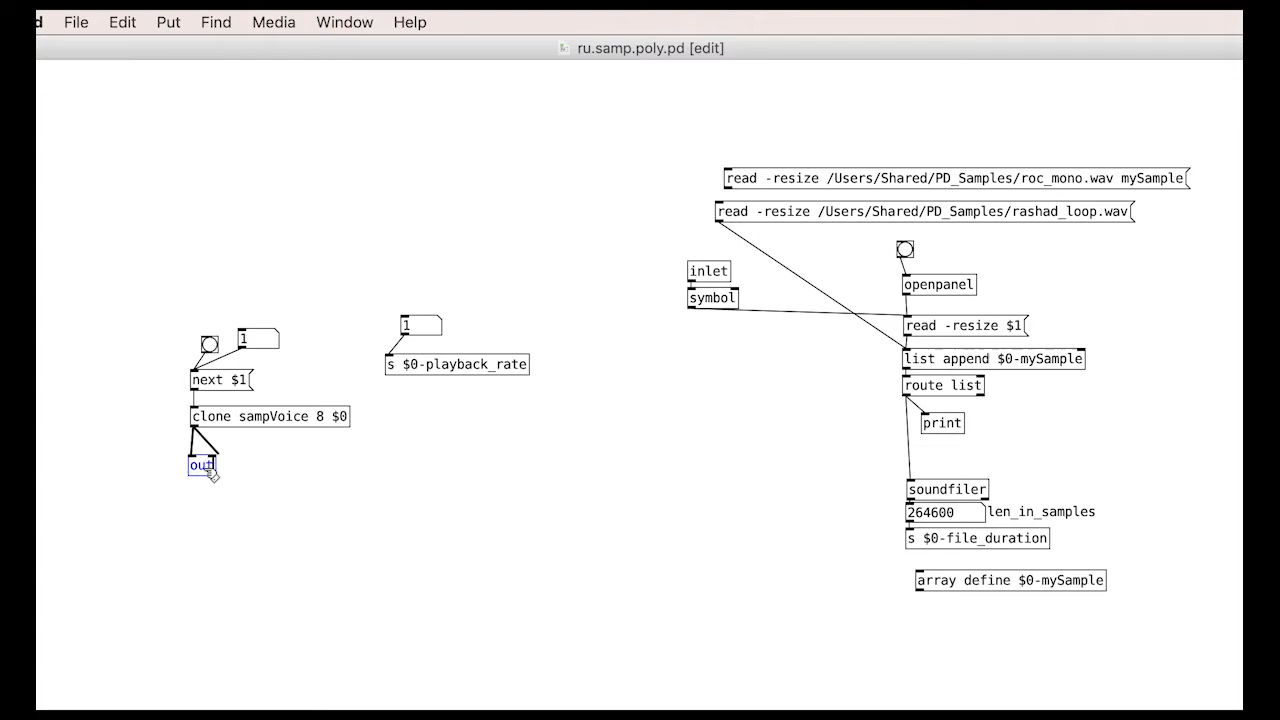 d File Edit Put Find Media Window Help
ru.samp.poly.pd [edit]
read -resize /Users/Shared/PD_Samples/roc_mono.wav mySample
read -resize /Users/Shared/PD_Samples/rashad_loop.wav
inlet
symbol
openpanel
read -resize $1
list append $0-mySample
route list
print
soundfiler
264600 len_in_samples
s $0-file_duration
array define $0-mySample
1
next $1
clone sampVoice 8 $0
1
s $0-playback_rate